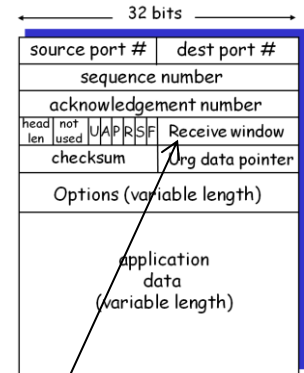 32 bits
source port # dest port #
sequence number
acknowledgement number
head len not used U A P R S F Receive window
checksum Urg data pointer
Options (variable length)
application
data
(variable length)